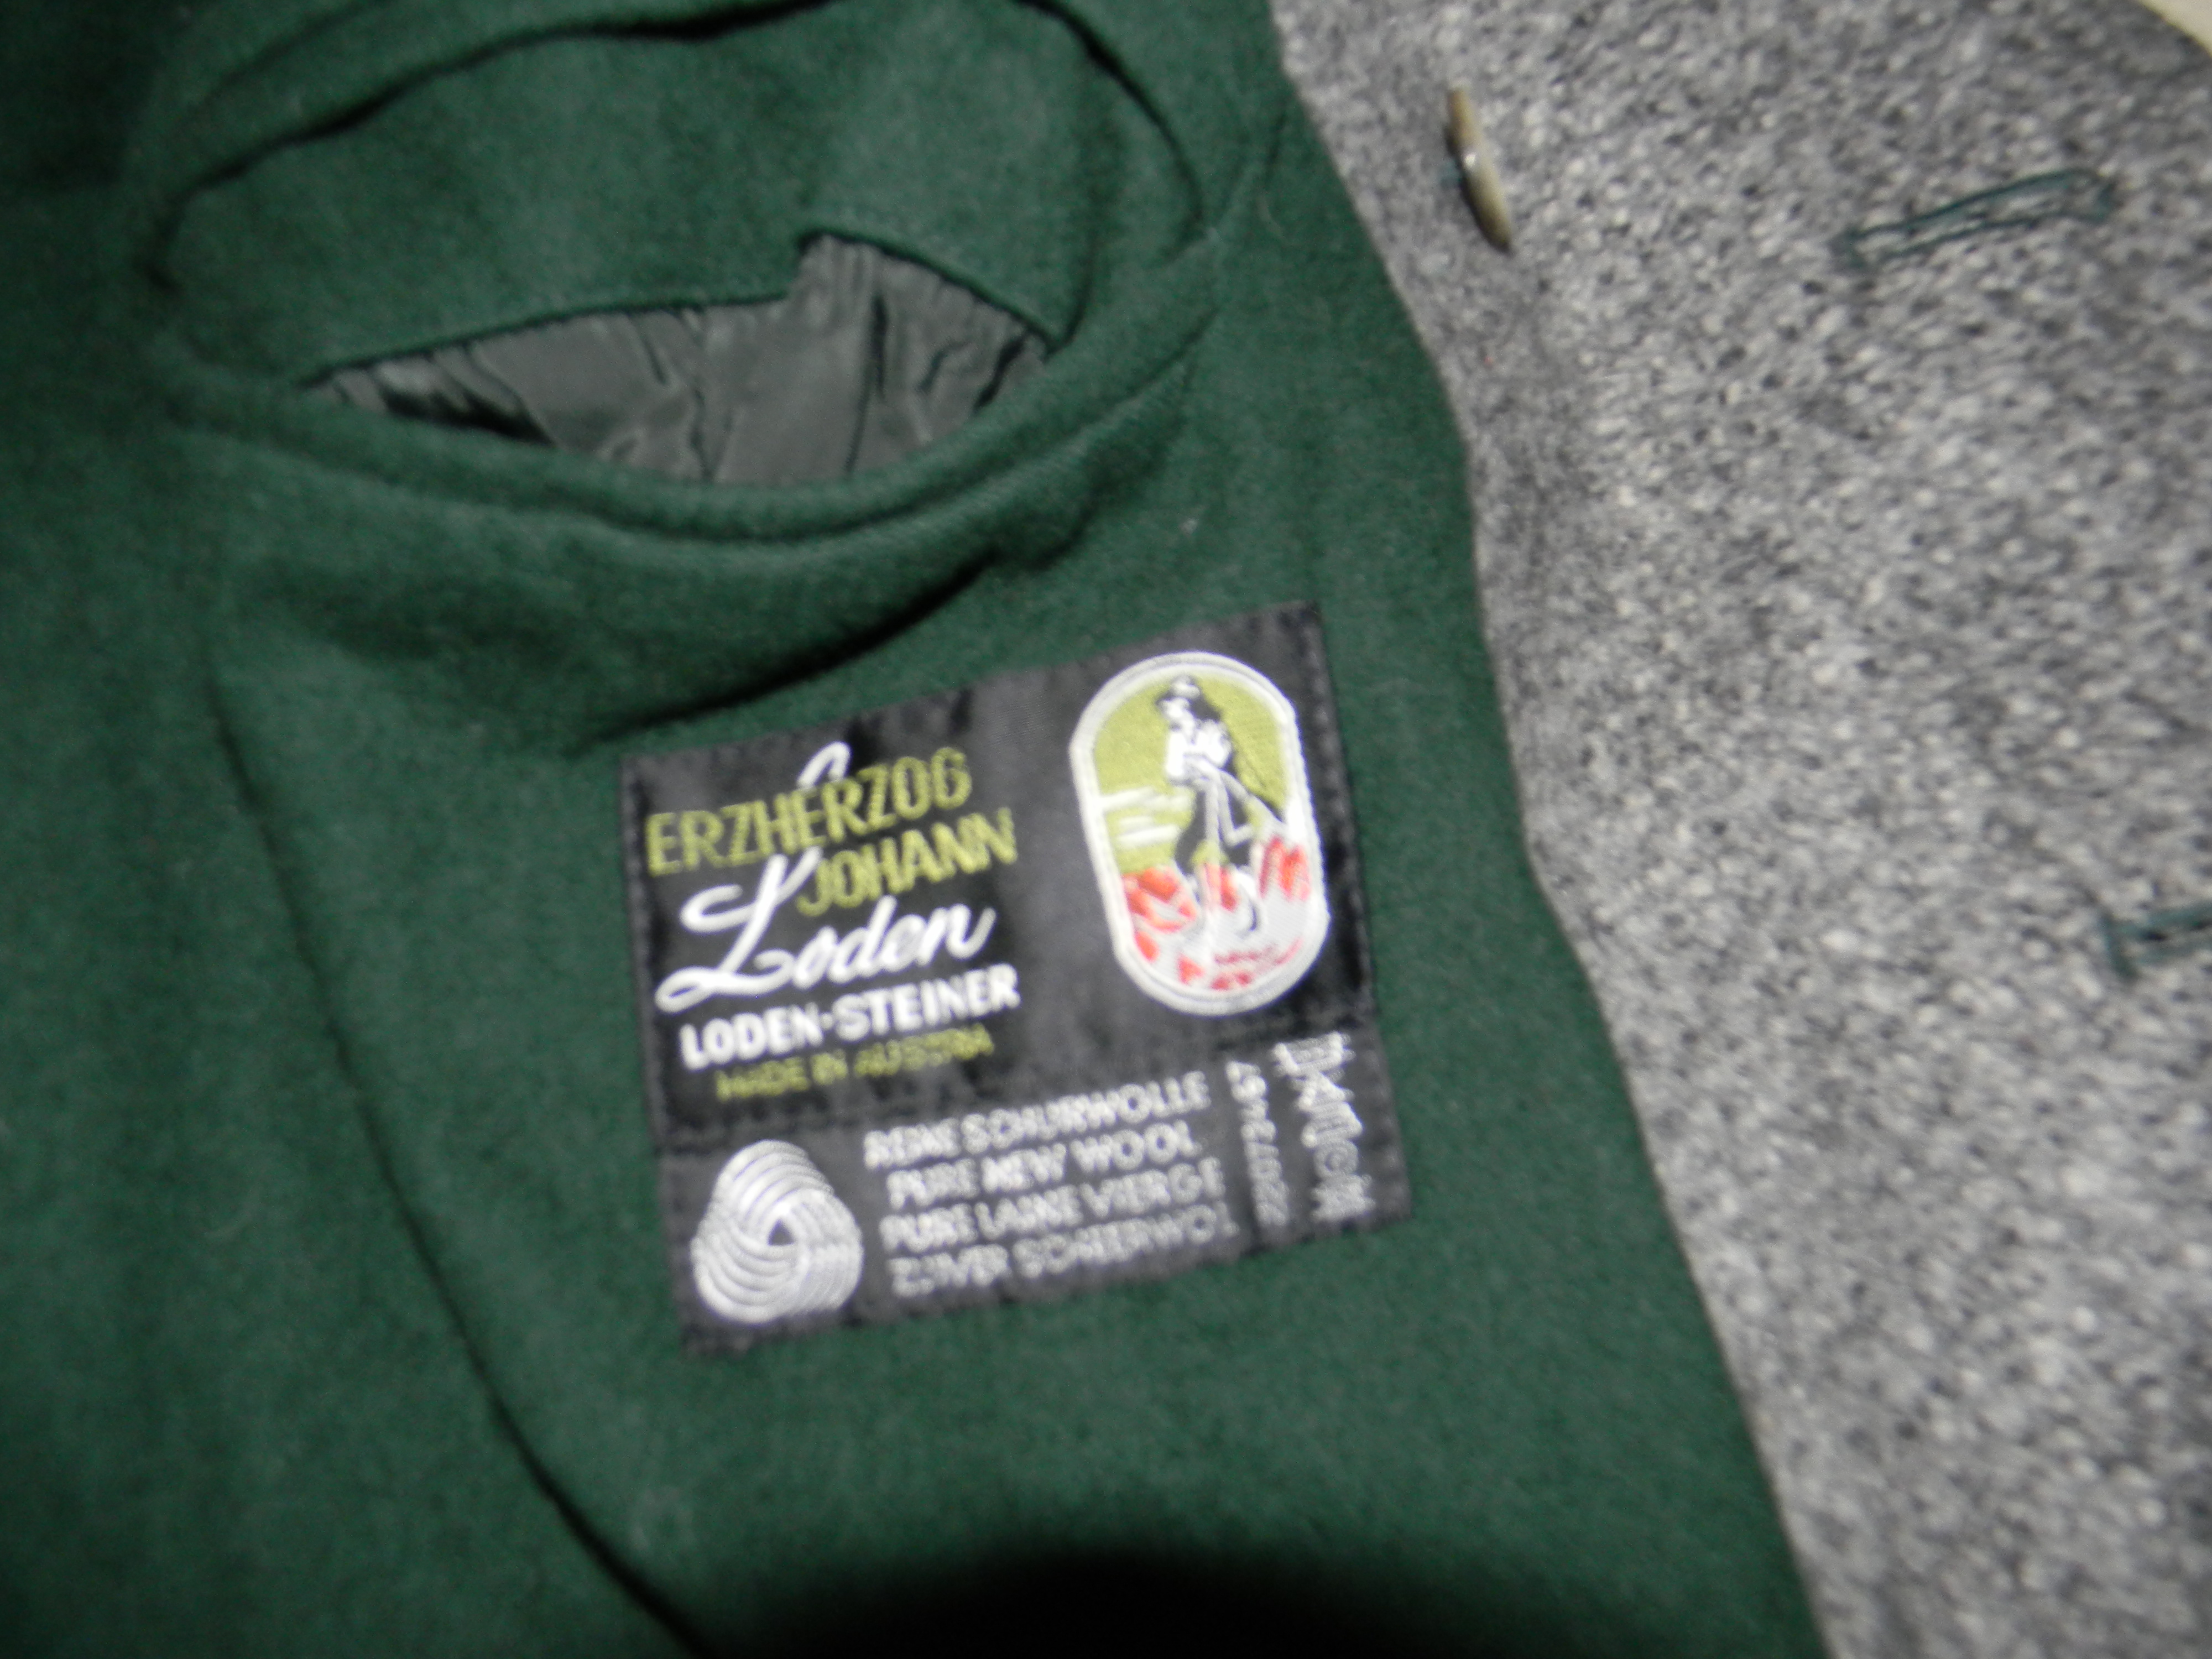 ERZHERZOG
JOHANN
Loden
LODEN-STEINER
MADE IN AUSTRIA
REINE SCHURWOLLE
PURE NEW WOOL
PURE LAINE VIERGE
ZUIVER SCHEERWOL